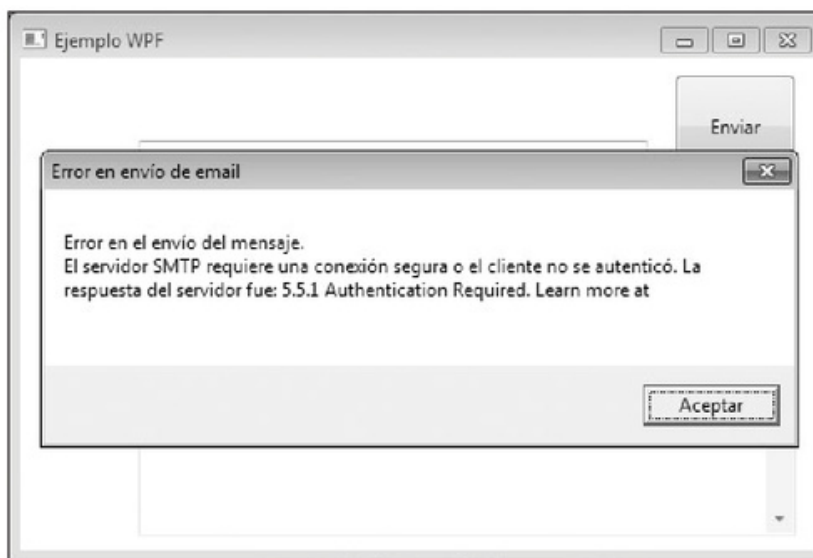 Ejemplo WPF
Enviar
Error en envío de email
Error en el envío del mensaje.
El servidor SMTP requiere una conexión segura o el cliente no se autenticó. La
respuesta del servidor fue: 5.5.1 Authentication Required. Learn more at
Aceptar